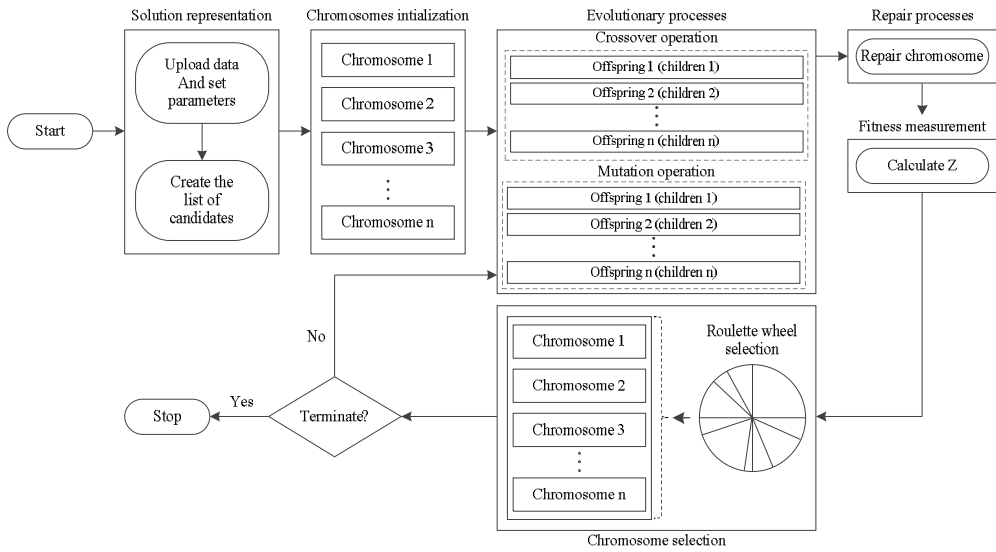 Solution representation
Chromosomes intialization
Evolutionary processes
Repair processes
Start
Upload data
And set
parameters
Create the
list of
candidates
Chromosome 1
Chromosome 2
Chromosome 3
Chromosome n
Crossover operation
Offspring 1 (children 1)
Offspring 2 (children 2)
Offspring n (children n)
Mutation operation
Offspring 1 (children 1)
Offspring 2 (children 2)
Offspring n (children n)
Repair chromosome
Fitness measurement
Calculate Z
No
Yes
Stop
Terminate?
Chromosome 1
Chromosome 2
Chromosome 3
Chromosome n
Roulette wheel
selection
Chromosome selection